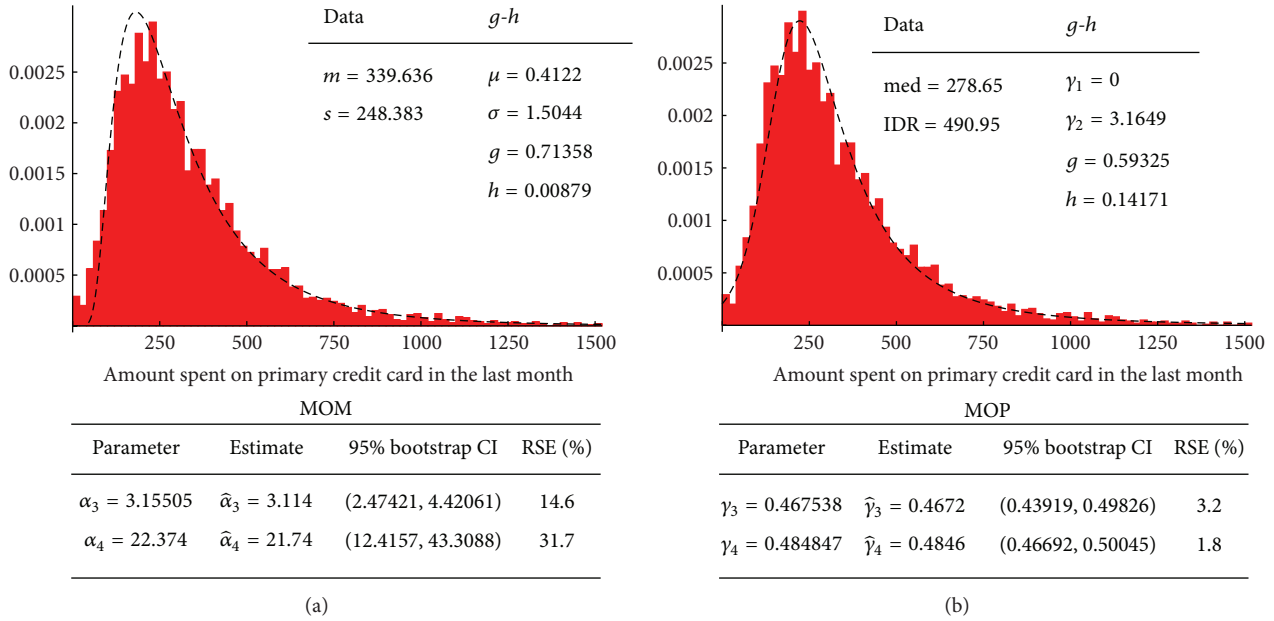 Data g-h
m = 339.636 μ = 0.4122
s = 248.383 σ = 1.5044
g = 0.71358
h = 0.00879
0.0025
0.002
0.0015
0.001
0.0005
250 500 750 1000 1250 1500
Amount spent on primary credit card in the last month
MOM
Parameter Estimate 95% bootstrap CI RSE (%)
α₃ = 3.15505 α̂₃ = 3.114 (2.47421, 4.42061) 14.6
α₄ = 22.374 α̂₄ = 21.74 (12.4157, 43.3088) 31.7
(a)
Data g-h
med = 278.65 γ₁ = 0
IDR = 490.95 γ₂ = 3.1649
g = 0.59325
h = 0.14171
0.0025
0.002
0.0015
0.001
0.0005
250 500 750 1000 1250 1500
Amount spent on primary credit card in the last month
MOP
Parameter Estimate 95% bootstrap CI RSE (%)
γ₃ = 0.467538 γ̂₃ = 0.4672 (0.43919, 0.49826) 3.2
γ₄ = 0.484847 γ̂₄ = 0.4846 (0.46692, 0.50045) 1.8
(b)